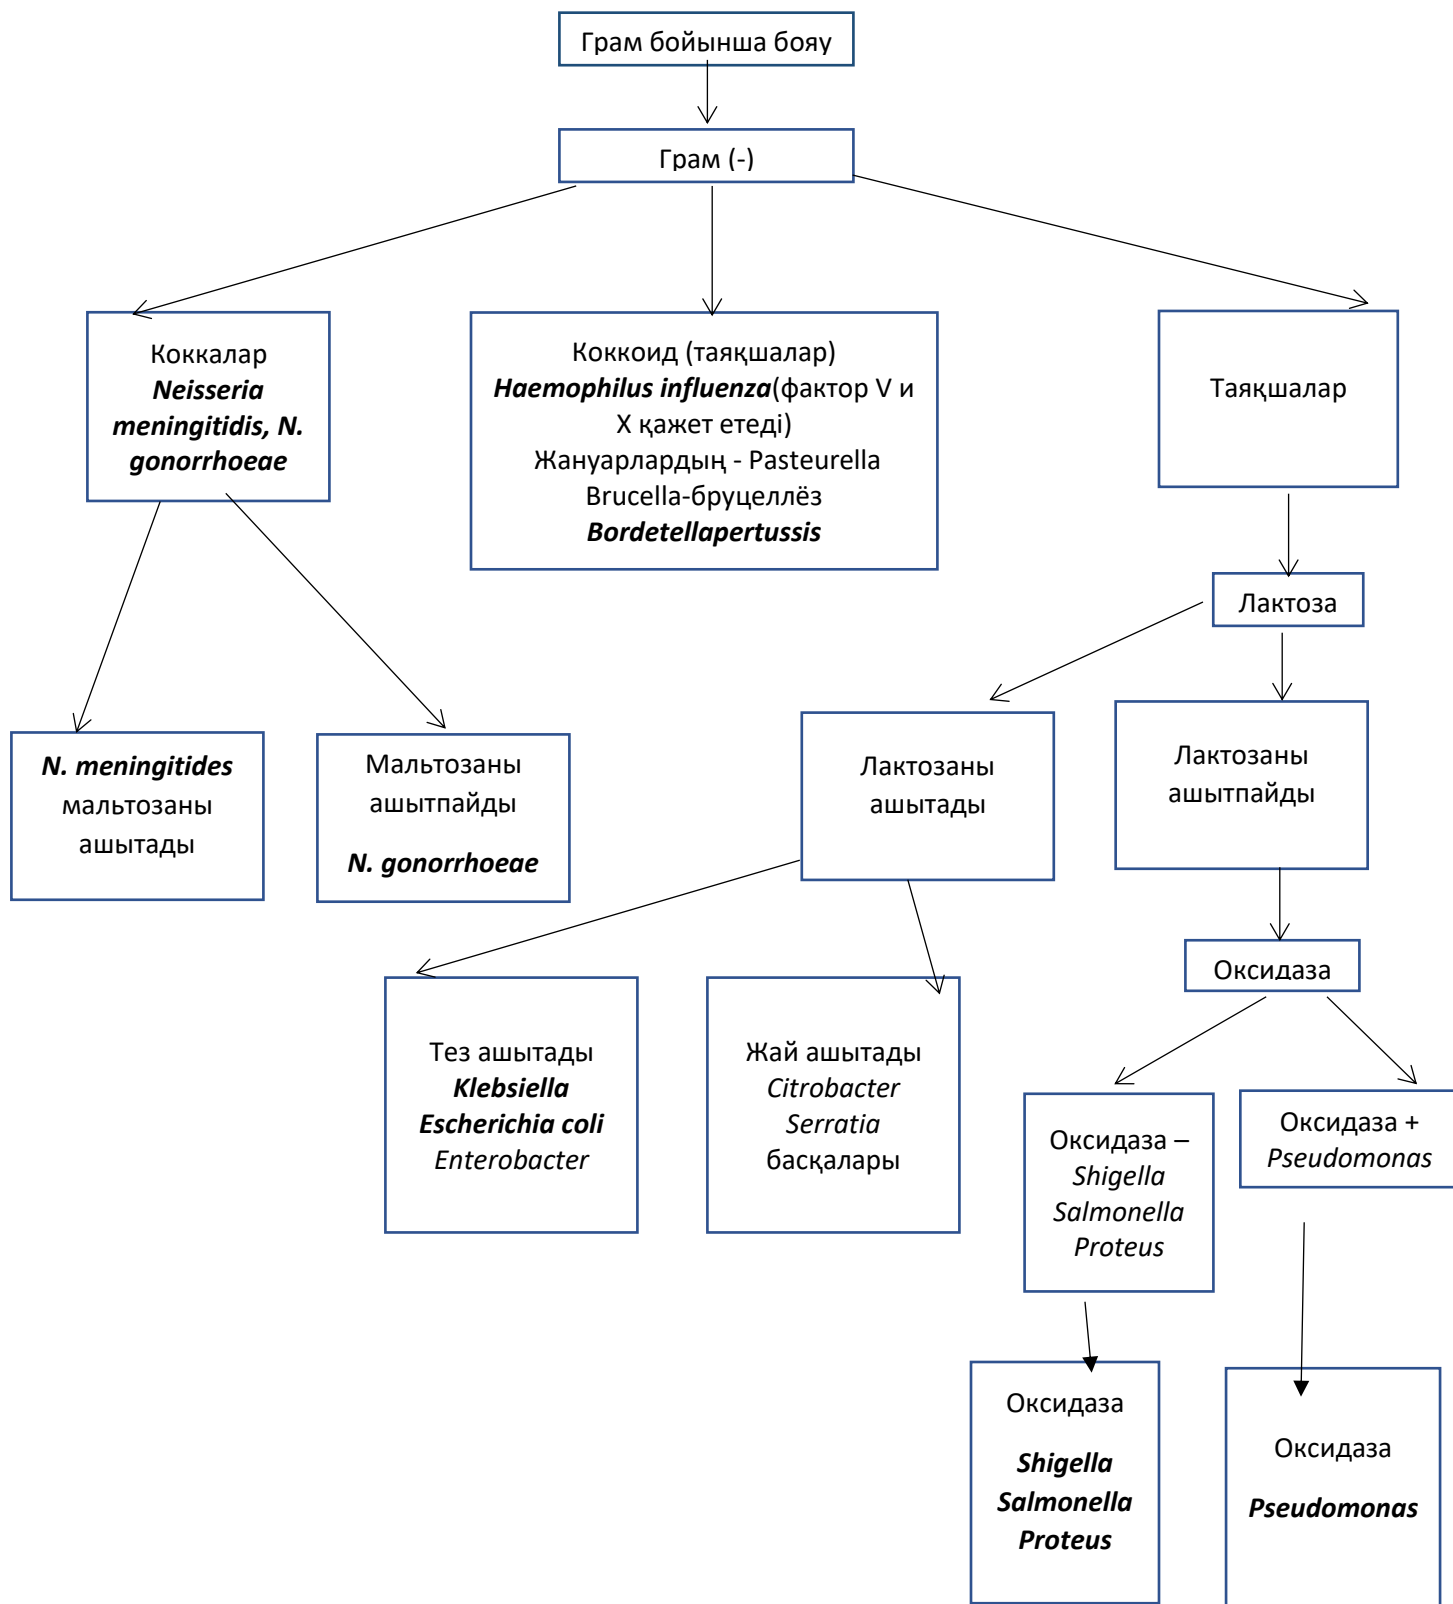 Грам бойынша бояу
Грам (-)
Коккалар
Neisseria
meningitidis, N.
gonorrhoeae
Коккоид (таяқшалар)
Haemophilus influenza(фактор V и
X қажет етеді)
Жануарлардың - Pasteurella
Brucella-бруцеллёз
Bordetellapertussis
Таяқшалар
Лактоза
N. meningitides
мальтозаны
ашытады
Мальтозаны
ашытпайды
N. gonorrhoeae
Лактозаны
ашытады
Лактозаны
ашытпайды
Оксидаза
Тез ашытады
Klebsiella
Escherichia coli
Enterobacter
Жай ашытады
Citrobacter
Serratia
басқалары
Оксидаза –
Shigella
Salmonella
Proteus
Оксидаза +
Pseudomonas
Оксидаза
Shigella
Salmonella
Proteus
Оксидаза
Pseudomonas